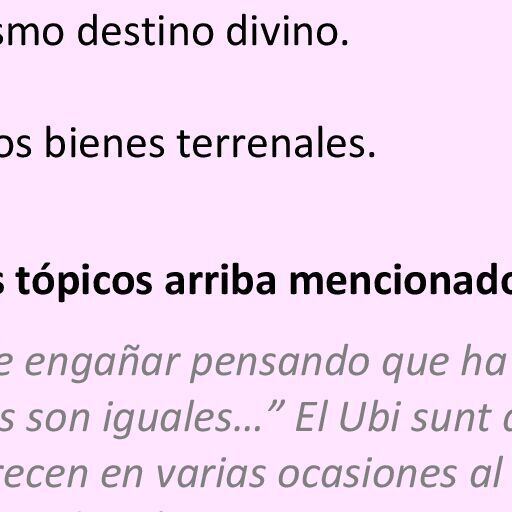 smo destino divino.
os bienes terrenales.
s tópicos arriba mencionado
e engañar pensando que ha
s son iguales…” El Ubi sunt
recen en varias ocasiones al